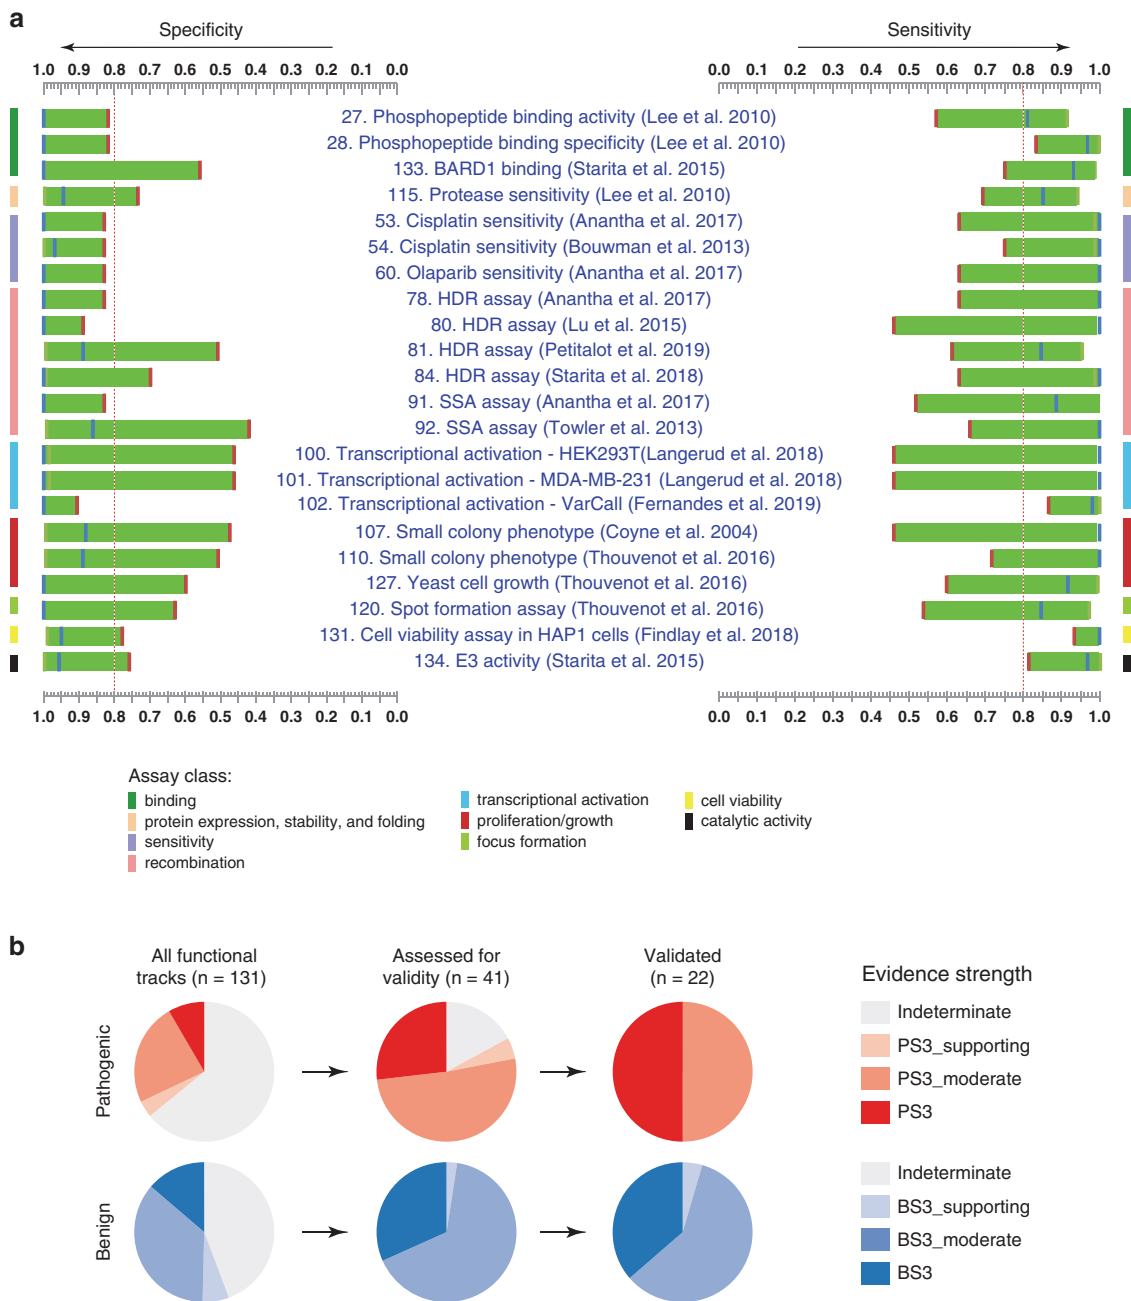 a
Specificity
Sensitivity
1.0 0.9 0.8 0.7 0.6 0.5 0.4 0.3 0.2 0.1 0.0
0.0 0.1 0.2 0.3 0.4 0.5 0.6 0.7 0.8 0.9 1.0
27. Phosphopeptide binding activity (Lee et al. 2010)
28. Phosphopeptide binding specificity (Lee et al. 2010)
133. BARD1 binding (Starita et al. 2015)
115. Protease sensitivity (Lee et al. 2010)
53. Cisplatin sensitivity (Anantha et al. 2017)
54. Cisplatin sensitivity (Bouwman et al. 2013)
60. Olaparib sensitivity (Anantha et al. 2017)
78. HDR assay (Anantha et al. 2017)
80. HDR assay (Lu et al. 2015)
81. HDR assay (Petitalot et al. 2019)
84. HDR assay (Starita et al. 2018)
91. SSA assay (Anantha et al. 2017)
92. SSA assay (Towler et al. 2013)
100. Transcriptional activation - HEK293T(Langerud et al. 2018)
101. Transcriptional activation - MDA-MB-231 (Langerud et al. 2018)
102. Transcriptional activation - VarCall (Fernandes et al. 2019)
107. Small colony phenotype (Coyne et al. 2004)
110. Small colony phenotype (Thouvenot et al. 2016)
127. Yeast cell growth (Thouvenot et al. 2016)
120. Spot formation assay (Thouvenot et al. 2016)
131. Cell viability assay in HAP1 cells (Findlay et al. 2018)
134. E3 activity (Starita et al. 2015)
1.0 0.9 0.8 0.7 0.6 0.5 0.4 0.3 0.2 0.1 0.0
0.0 0.1 0.2 0.3 0.4 0.5 0.6 0.7 0.8 0.9 1.0
Assay class:
binding
protein expression, stability, and folding
sensitivity
recombination
transcriptional activation
proliferation/growth
focus formation
cell viability
catalytic activity
b
All functional
tracks (n = 131)
Assessed for
validity (n = 41)
Validated
(n = 22)
Pathogenic
Benign
Evidence strength
Indeterminate
PS3_supporting
PS3_moderate
PS3
Indeterminate
BS3_supporting
BS3_moderate
BS3